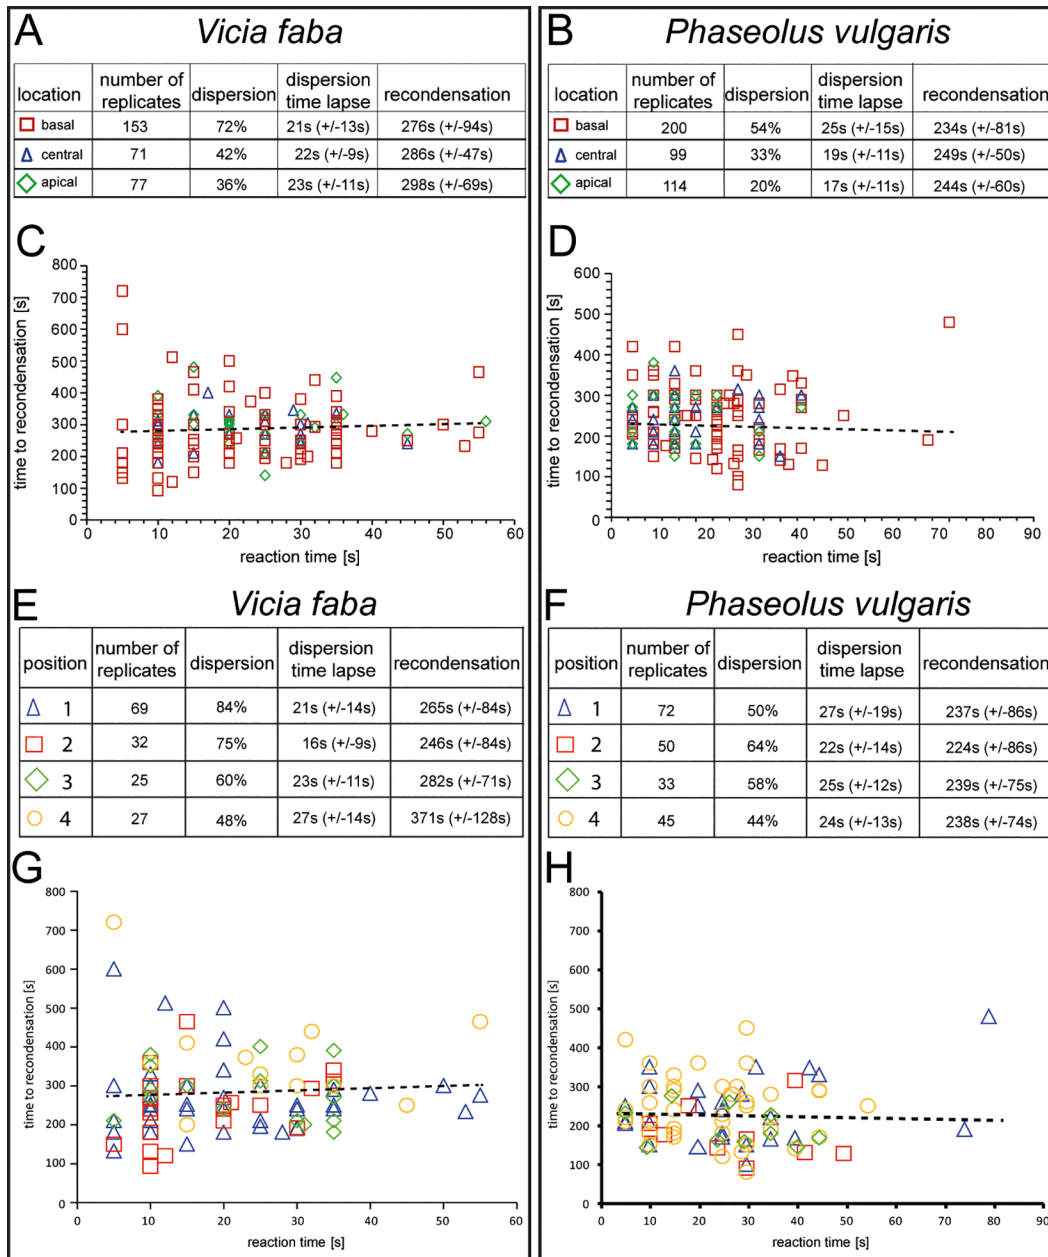 A Vicia faba
location number of replicates dispersion dispersion time lapse recondensation
basal 153 72% 21s (+/-13s) 276s (+/-94s)
central 71 42% 22s (+/-9s) 286s (+/-47s)
apical 77 36% 23s (+/-11s) 298s (+/-69s)
B Phaseolus vulgaris
location number of replicates dispersion dispersion time lapse recondensation
basal 200 54% 25s (+/-15s) 234s (+/-81s)
central 99 33% 19s (+/-11s) 249s (+/-50s)
apical 114 20% 17s (+/-11s) 244s (+/-60s)
C
time to recondensation [s]
800
700
600
500
400
300
200
100
0
0 10 20 30 40 50 60
reaction time [s]
D
time to recondensation [s]
600
500
400
300
200
100
0
0 10 20 30 40 50 60 70 80 90
reaction time [s]
E Vicia faba
position number of replicates dispersion dispersion time lapse recondensation
1 69 84% 21s (+/-14s) 265s (+/-84s)
2 32 75% 16s (+/-9s) 246s (+/-84s)
3 25 60% 23s (+/-11s) 282s (+/-71s)
4 27 48% 27s (+/-14s) 371s (+/-128s)
F Phaseolus vulgaris
position number of replicates dispersion dispersion time lapse recondensation
1 72 50% 27s (+/-19s) 237s (+/-86s)
2 50 64% 22s (+/-14s) 224s (+/-86s)
3 33 58% 25s (+/-12s) 239s (+/-75s)
4 45 44% 24s (+/-13s) 238s (+/-74s)
G
time to recondensation [s]
800
700
600
500
400
300
200
100
0
0 10 20 30 40 50 60
reaction time [s]
H
time to recondensation [s]
800
700
600
500
400
300
200
100
0
0 10 20 30 40 50 60 70 80 90
reaction time [s]